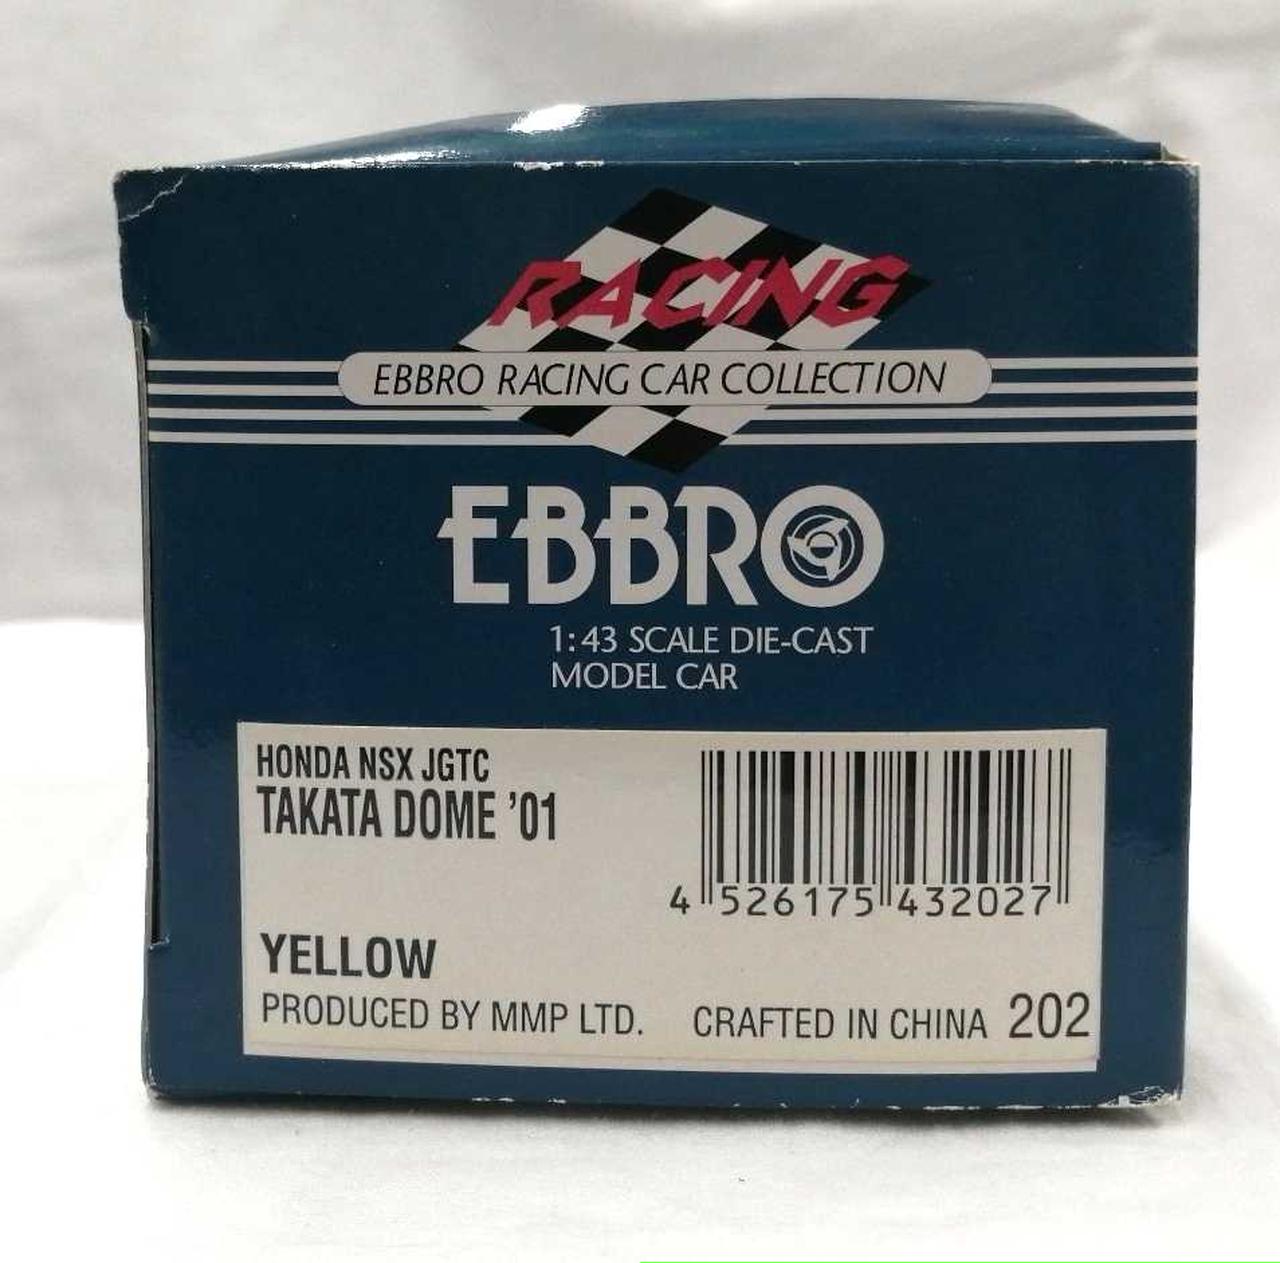 RACING
EBBRO RACING CAR COLLECTION
EBBRO
1:43 SCALE DIE-CAST
MODEL CAR
HONDA NSX JGTC
TAKATA DOME ’01
4 526175 432027
YELLOW
PRODUCED BY MMP LTD. CRAFTED IN CHINA 202